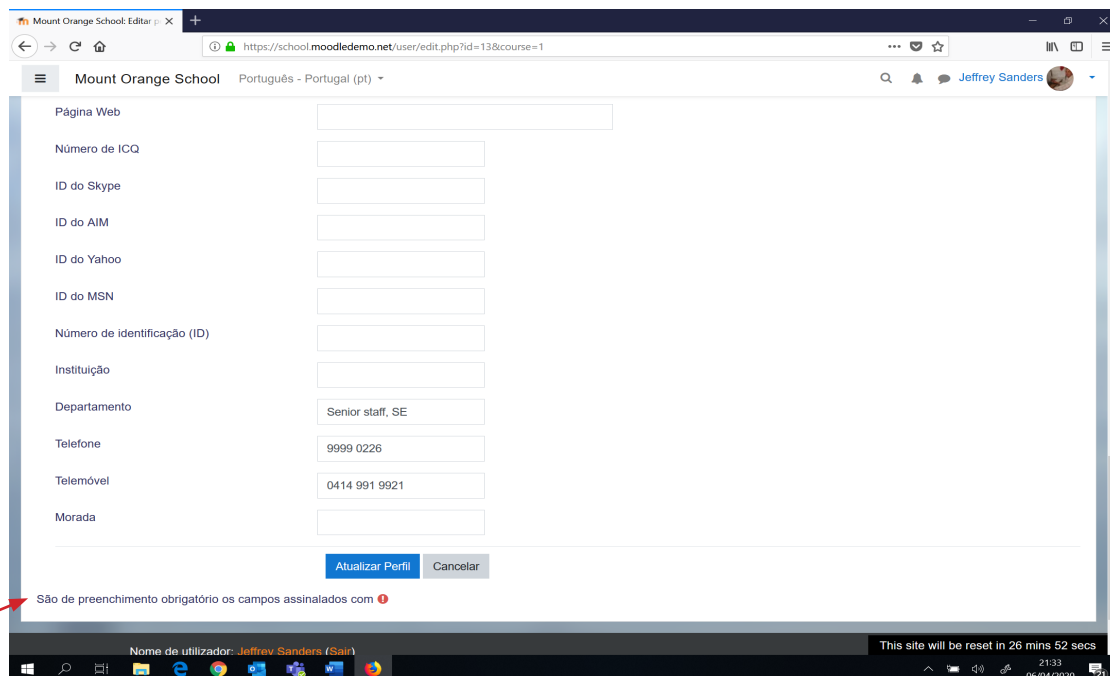 Mount Orange School: Editar p
https://school.moodledemo.net/user/edit.php?id=13&course=1
Mount Orange School Português - Portugal (pt) Jeffrey Sanders
Página Web
Número de ICQ
ID do Skype
ID do AIM
ID do Yahoo
ID do MSN
Número de identificação (ID)
Instituição
Departamento Senior staff, SE
Telefone 9999 0226
Telemóvel 0414 991 9921
Morada
Atualizar Perfil Cancelar
São de preenchimento obrigatório os campos assinalados com
Nome de utilizador: Jeffrey Sanders (Sair)
This site will be reset in 26 mins 52 secs
21:33
06/04/2020
21